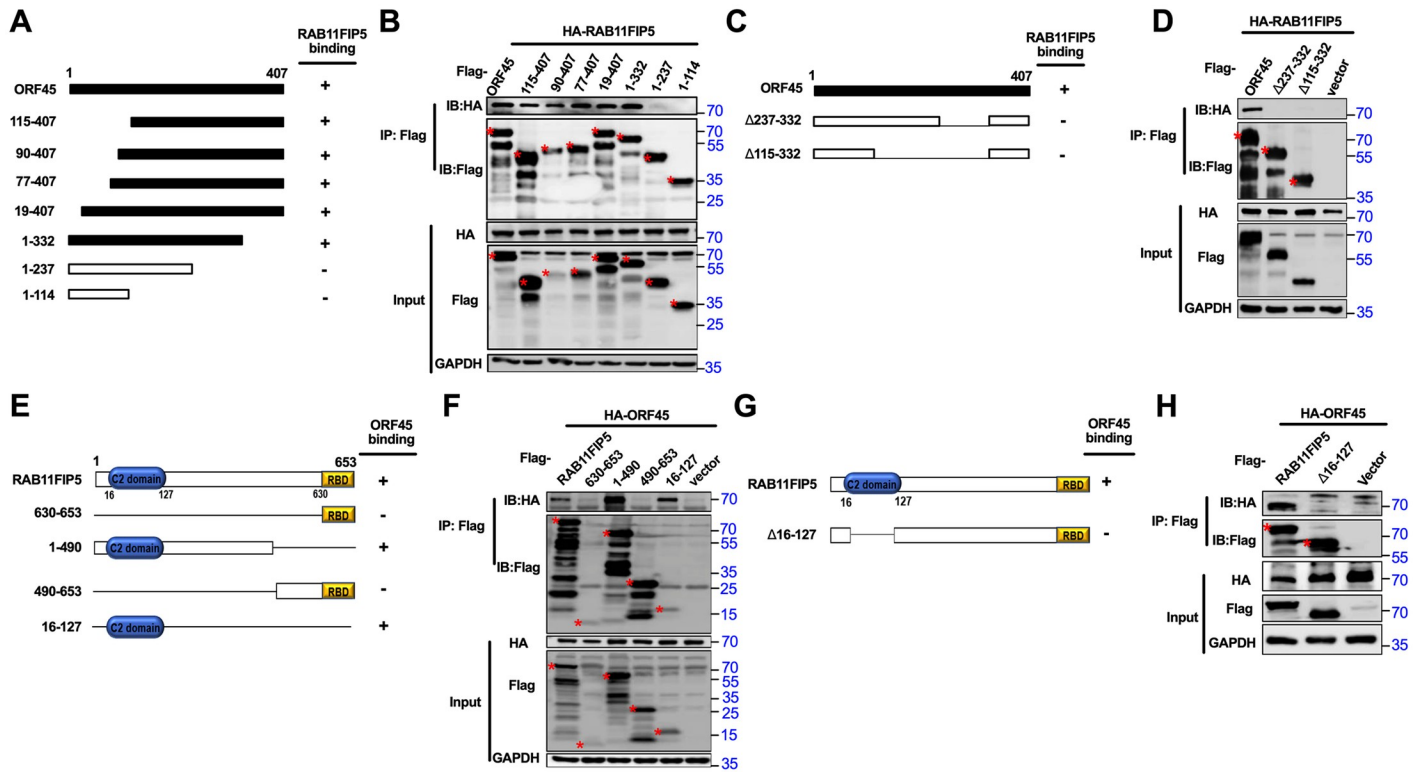 A
RAB11FIP5
binding
1 407
ORF45 +
115-407 +
90-407 +
77-407 +
19-407 +
1-332 +
1-237 -
1-114 -
B
HA-RAB11FIP5
Flag- ORF45 115-407 90-407 77-407 19-407 1-332 1-237 1-114
IP: Flag
IB:HA
70
IB:Flag
70
55
35
25
Input
HA
70
Flag
70
55
35
25
GAPDH
35
C
RAB11FIP5
binding
1 407
ORF45 +
Δ237-332 -
Δ115-332 -
D
HA-RAB11FIP5
Flag- ORF45 Δ237-332 Δ115-332 vector
IP: Flag
IB:HA
70
IB:Flag
70
55
35
Input
HA
70
Flag
70
55
GAPDH
35
E
ORF45
binding
1 653
RAB11FIP5 C2 domain RBD +
16 127 630
630-653 RBD -
1-490 C2 domain +
490-653 RBD -
16-127 C2 domain +
F
HA-ORF45
Flag- RAB11FIP5 630-653 1-490 490-653 16-127 vector
IP: Flag
IB:HA
70
IB:Flag
70
55
35
25
15
Input
HA
70
Flag
70
55
35
25
15
GAPDH
35
G
ORF45
binding
RAB11FIP5 C2 domain RBD +
16 127
Δ16-127 RBD -
H
HA-ORF45
Flag- RAB11FIP5 Δ16-127 Vector
IP: Flag
IB:HA
70
IB:Flag
70
55
Input
HA
70
Flag
70
GAPDH
35